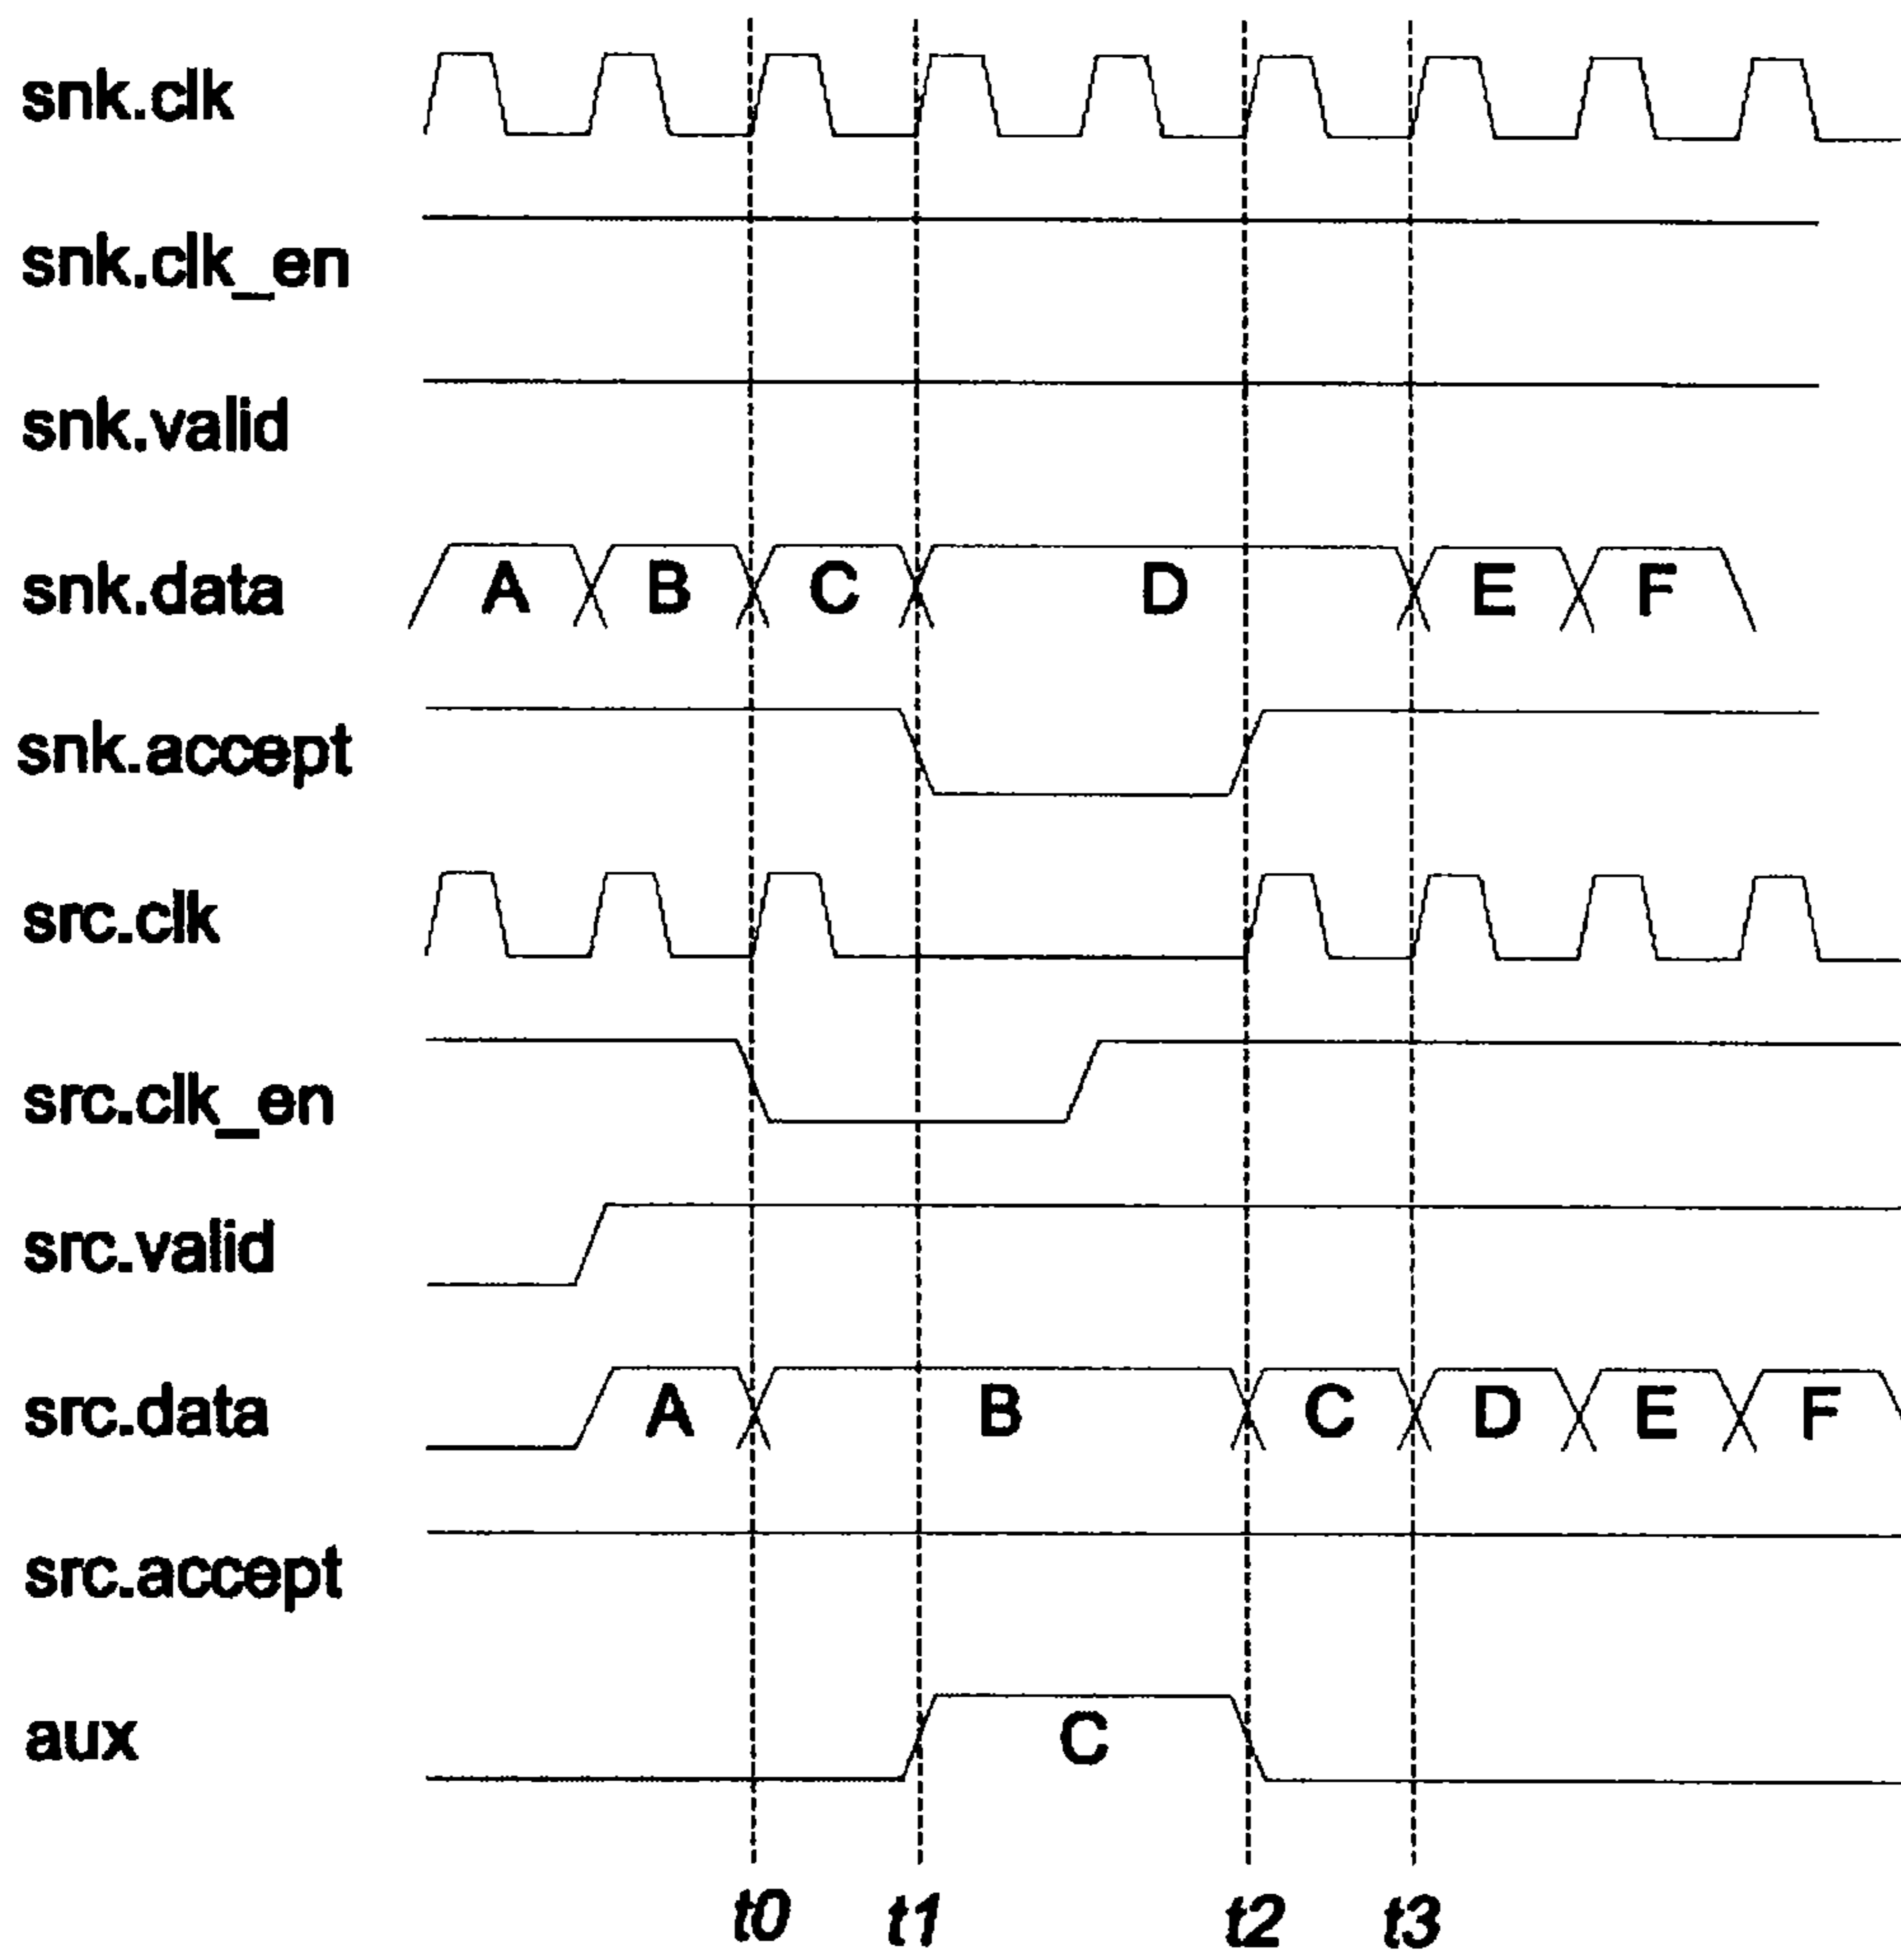 snk.clk
snk.clk_en
snk.valid
snk.data A B C D E F
snk.accept
src.clk
src.clk_en
src.valid
src.data A B C D E F
src.accept
aux C
t0 t1 t2 t3